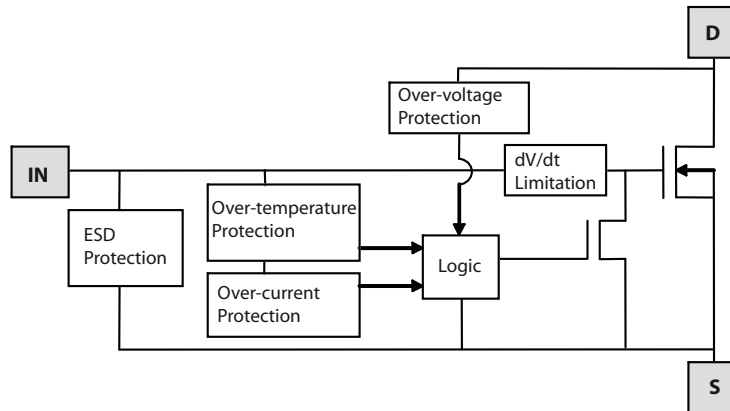 D
Over-voltage
Protection
IN
dV/dt
Limitation
Over-temperature
Protection
ESD
Protection
Logic
Over-current
Protection
S